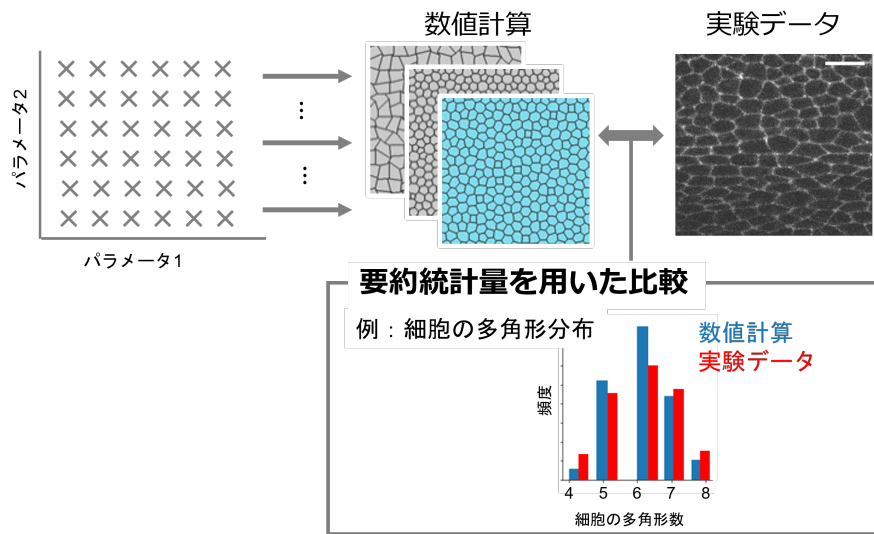 数値計算
実験データ
パラメータ2
パラメータ1
要約統計量を用いた比較
例：細胞の多角形分布
数値計算
実験データ
頻度
4 5 6 7 8
細胞の多角形数